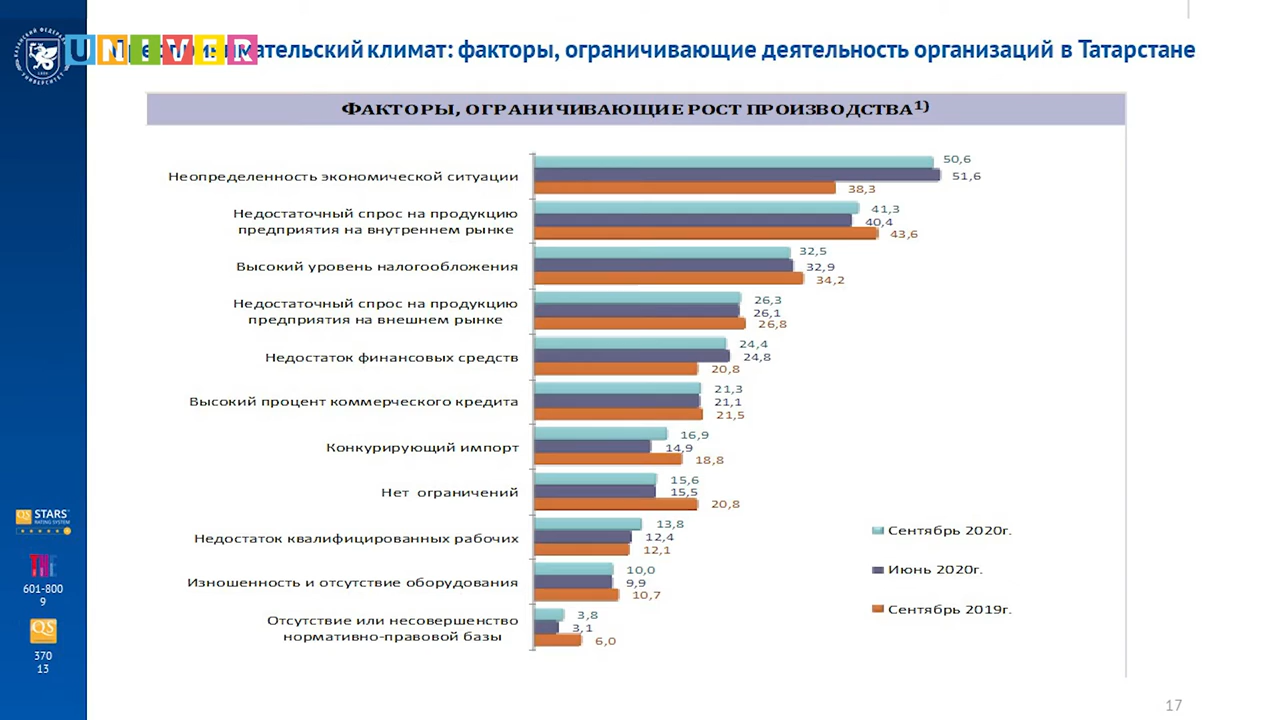 UNIVER
климат: факторы, ограничивающие деятельность организаций в Татарстане
ФАКТОРЫ, ОГРАНИЧИВАЮЩИЕ РОСТ ПРОИЗВОДСТВА1)
Неопределенность экономической ситуации
50,6
51,6
38,3
Недостаточный спрос на продукцию
предприятия на внутреннем рынке
41,3
40,4
43,6
Высокий уровень налогообложения
32,5
32,9
34,2
Недостаточный спрос на продукцию
предприятия на внешнем рынке
26,3
26,1
26,8
Недостаток финансовых средств
24,4
24,8
20,8
Высокий процент коммерческого кредита
21,3
21,1
21,5
Конкурирующий импорт
16,9
14,9
18,8
Нет ограничений
15,6
15,5
20,8
Недостаток квалифицированных рабочих
13,8
12,4
12,1
Изношенность и отсутствие оборудования
10,0
9,9
10,7
Отсутствие или несовершенство
нормативно-правовой базы
3,8
3,1
6,0
Сентябрь 2020г.
Июнь 2020г.
Сентябрь 2019г.
QS STARS
RATING SYSTEM
THE
601-800
9
QS
370
13
17